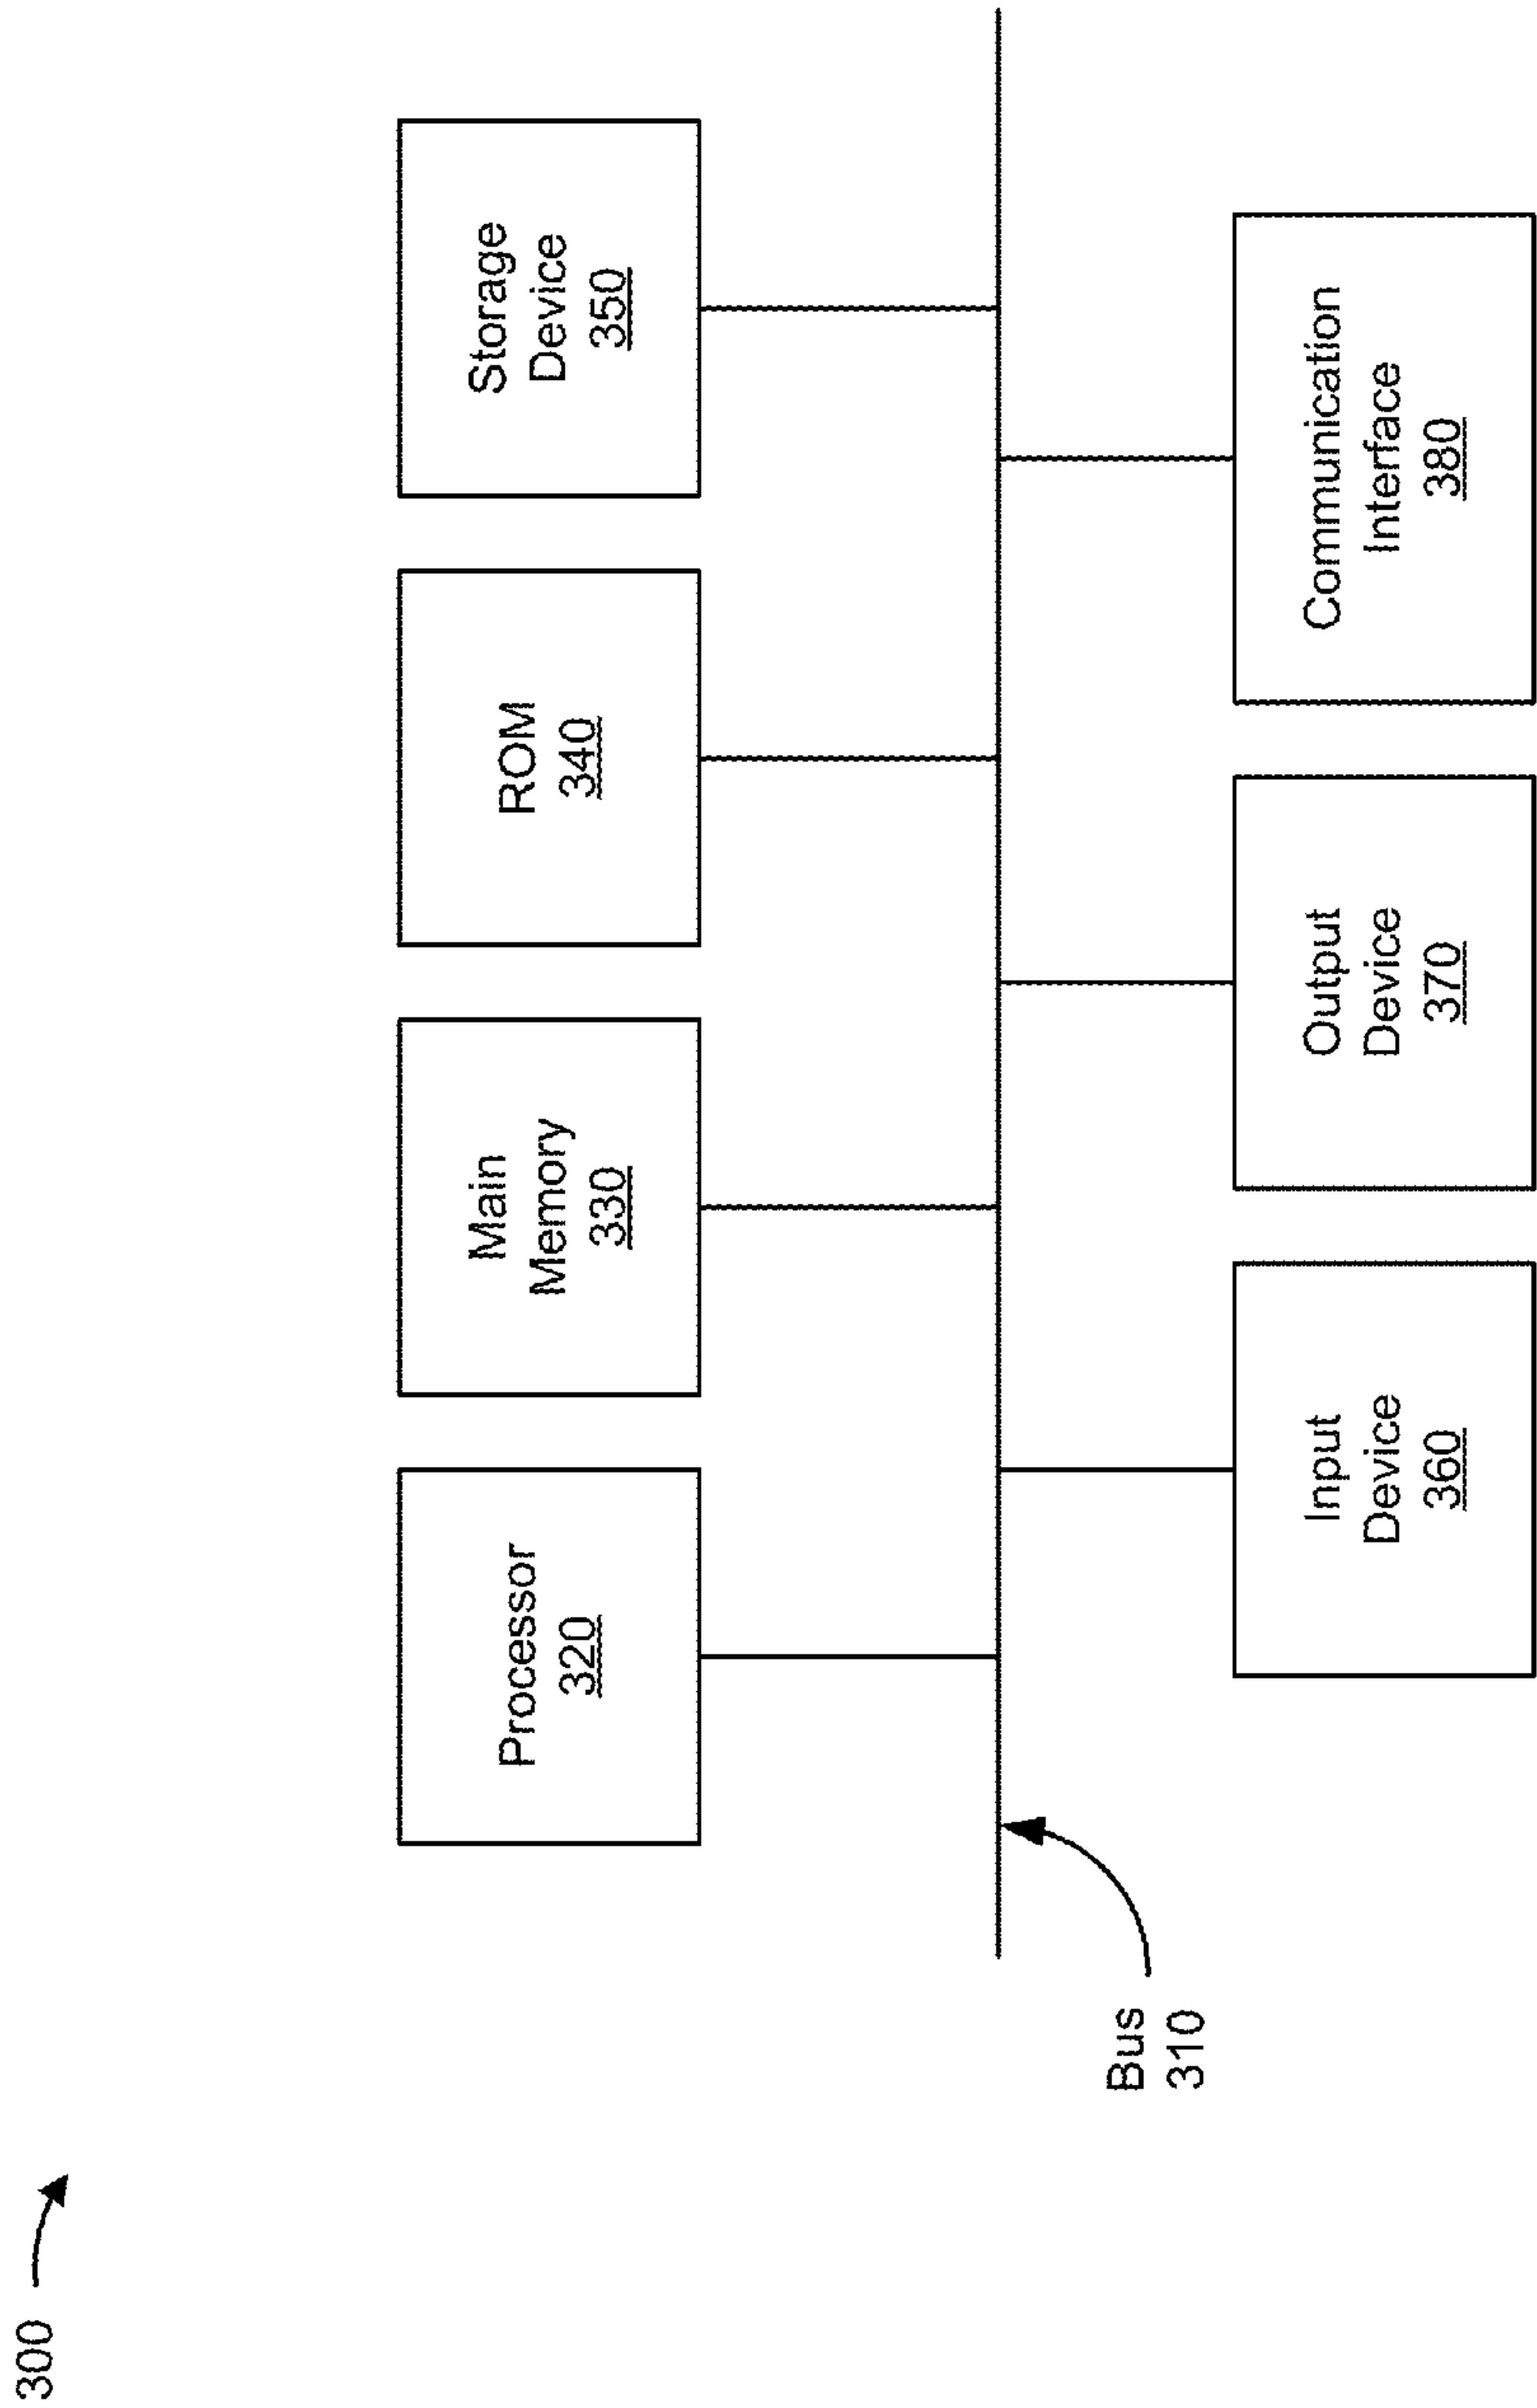 300
Processor
320
Main
Memory
330
ROM
340
Storage
Device
350
Bus
310
Input
Device
360
Output
Device
370
Communication
Interface
380